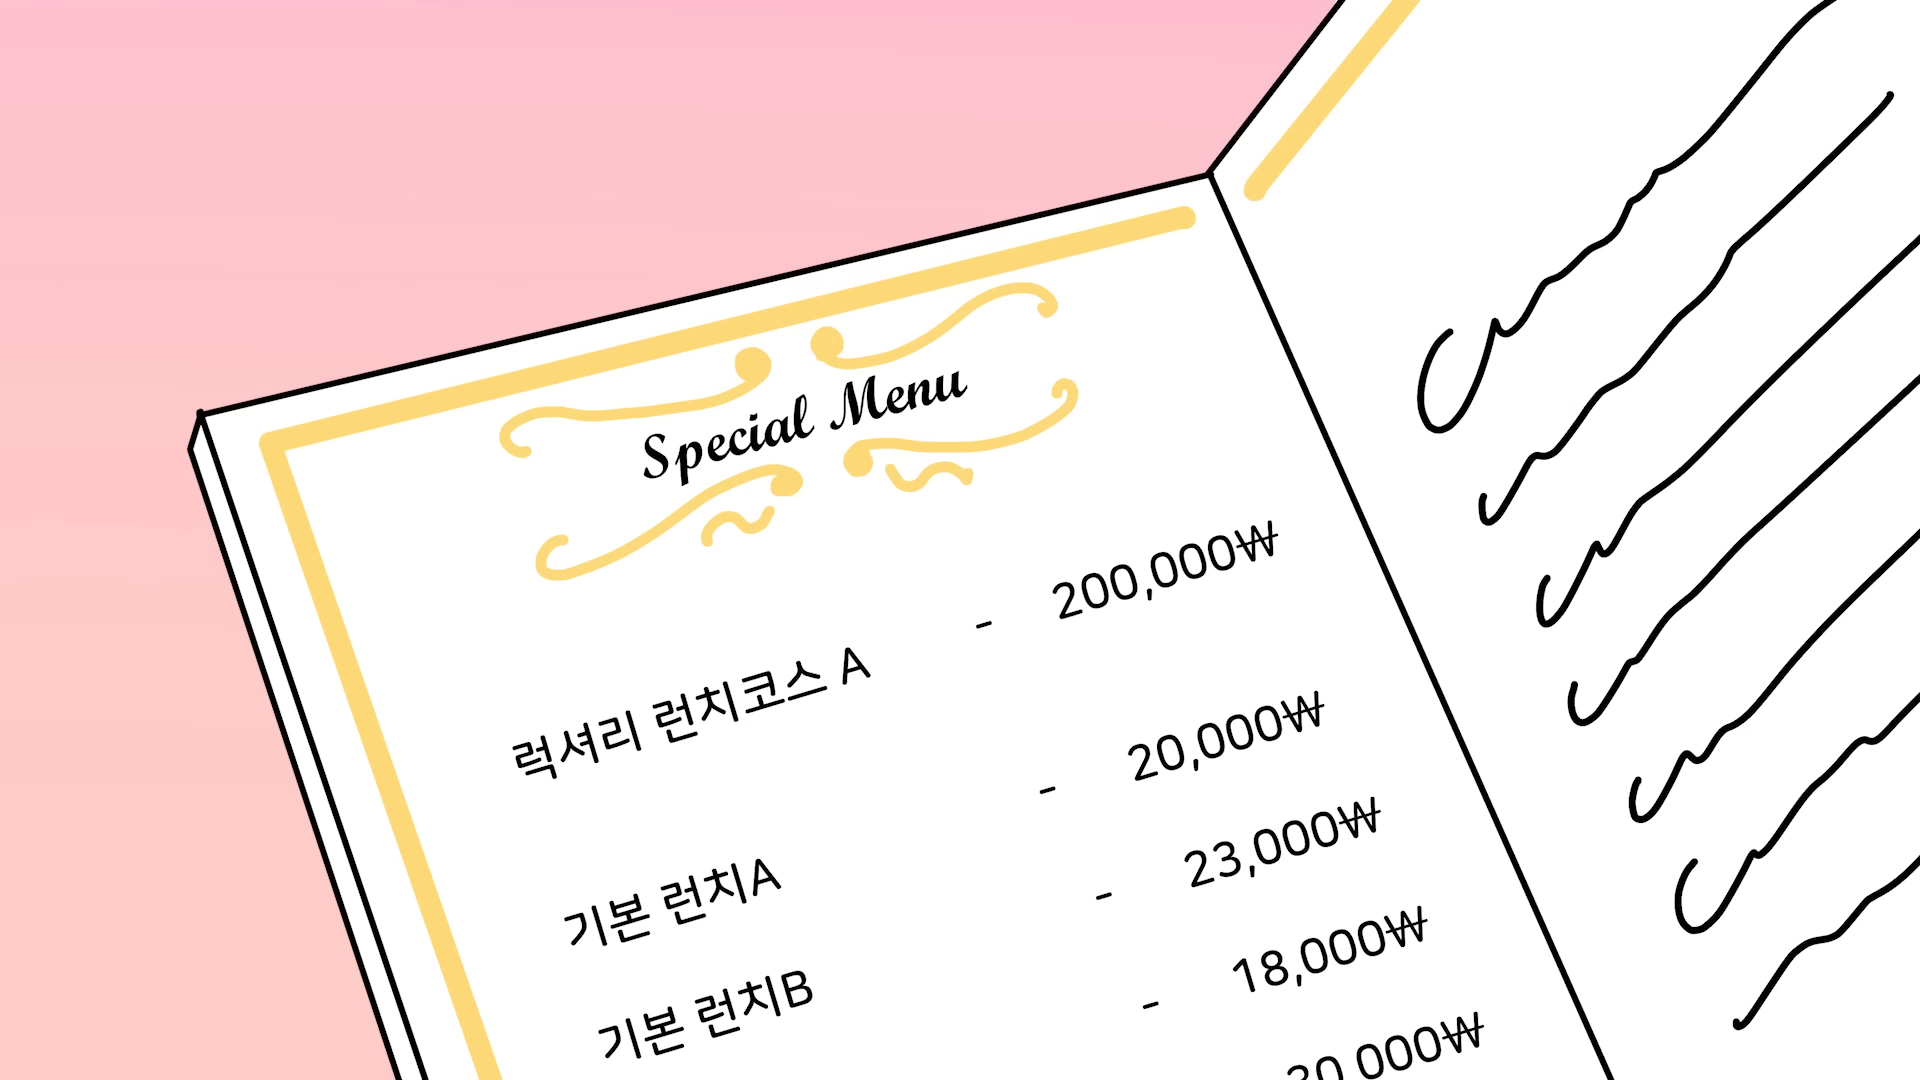 Special Menu
럭셔리 런치코스 A - 200,000₩
기본 런치A - 20,000₩
기본 런치B - 23,000₩
- 18,000₩